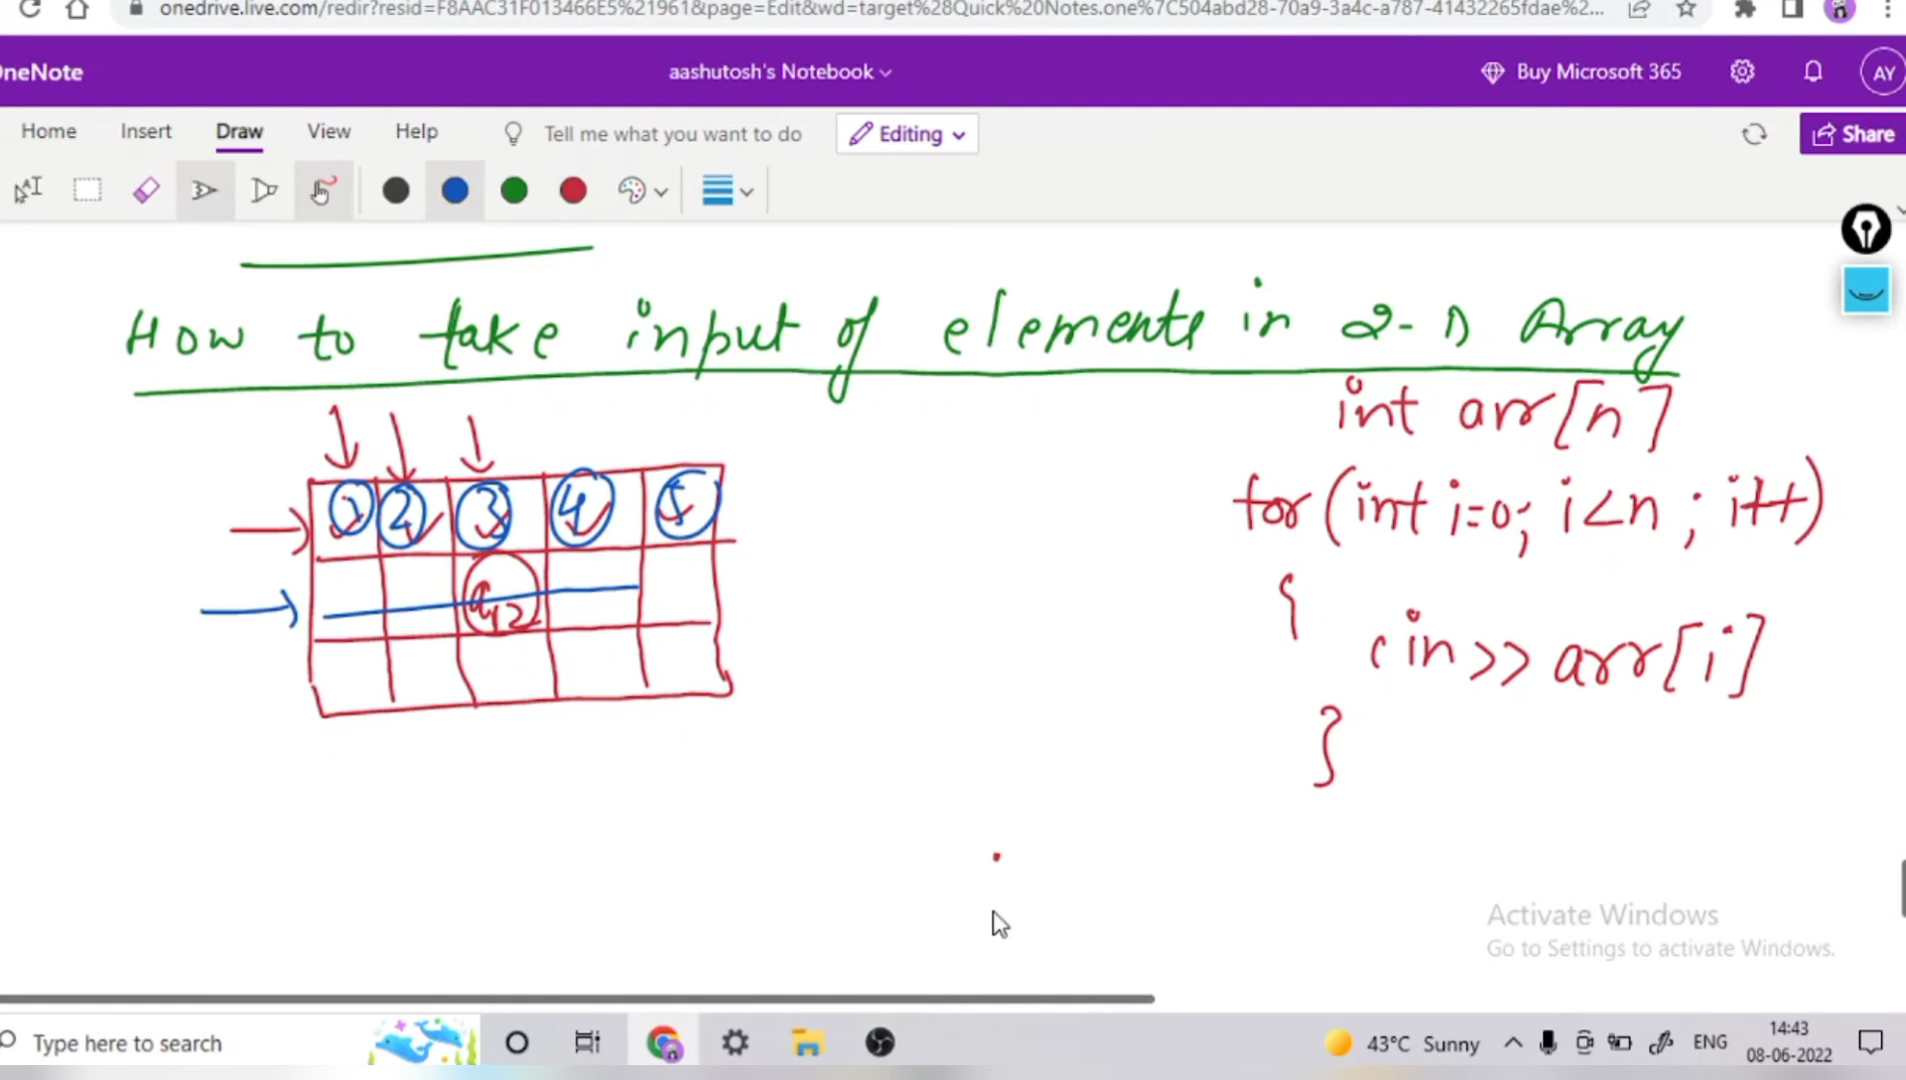 onedrive.live.com/redir?resid=F8AAC31F013466E5%21961&page=Edit&wd=target%28Quick%20Notes.one%7C504abd28-70a9-3a4c-a787-41432265fdae%2...
OneNote
aashutosh's Notebook
Buy Microsoft 365
AY
Home
Insert
Draw
View
Help
Tell me what you want to do
Editing
Share
How to take input of elements in 2-D Array
int arr[n]
1 2 3 4 5
for (int i=0; i<n ; i++)
{
a12
cin>> arr[i]
}
Activate Windows
Go to Settings to activate Windows.
Type here to search
43°C Sunny
ENG
14:43
08-06-2022